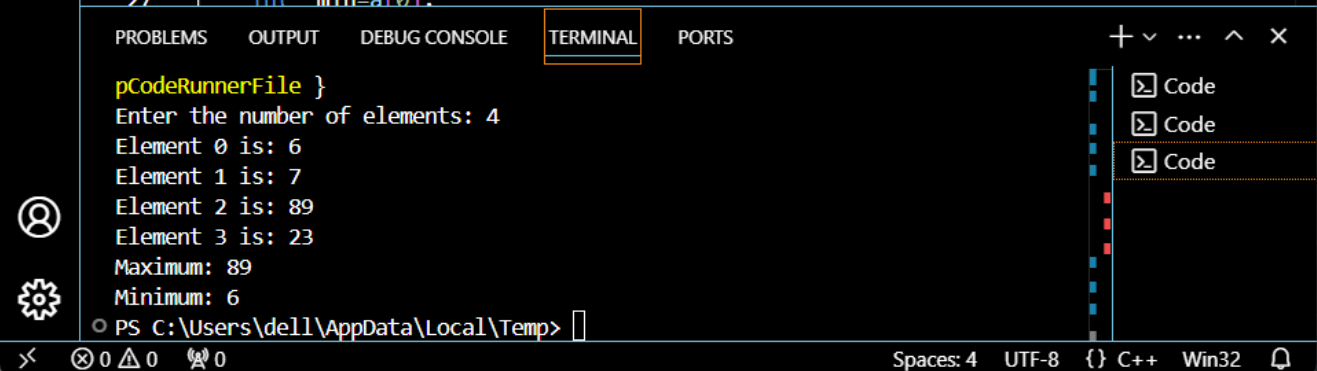 PROBLEMS OUTPUT DEBUG CONSOLE TERMINAL PORTS
pCodeRunnerFile }
Enter the number of elements: 4
Element 0 is: 6
Element 1 is: 7
Element 2 is: 89
Element 3 is: 23
Maximum: 89
Minimum: 6
PS C:\Users\dell\AppData\Local\Temp>
Code
Code
Code
0 0 0 Spaces: 4 UTF-8 {} C++ Win32